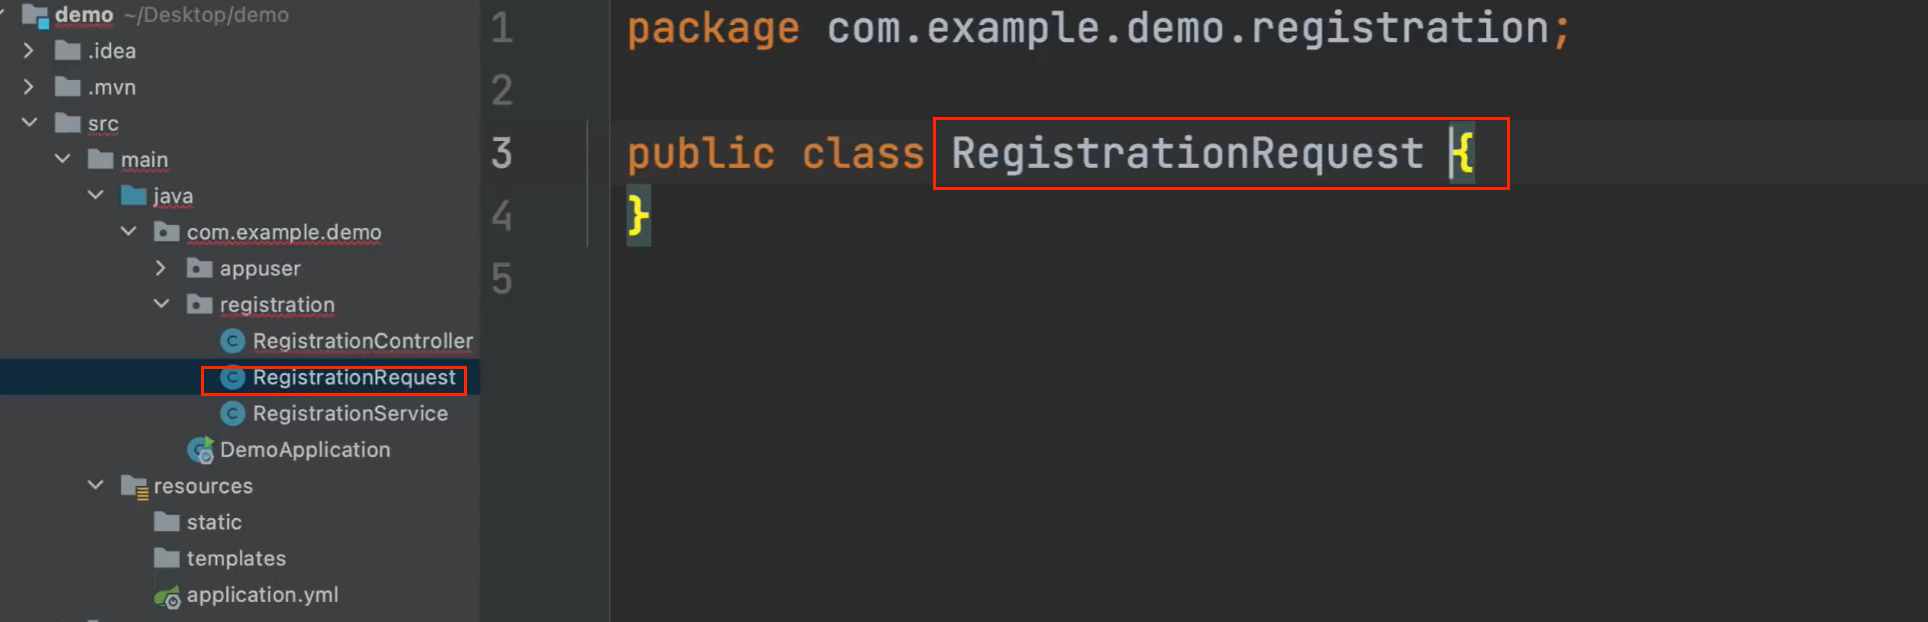 demo ~/Desktop/demo
.idea
.mvn
src
main
java
com.example.demo
appuser
registration
RegistrationController
RegistrationRequest
RegistrationService
DemoApplication
resources
static
templates
application.yml
1 package com.example.demo.registration;
2
3 public class RegistrationRequest {
4 }
5